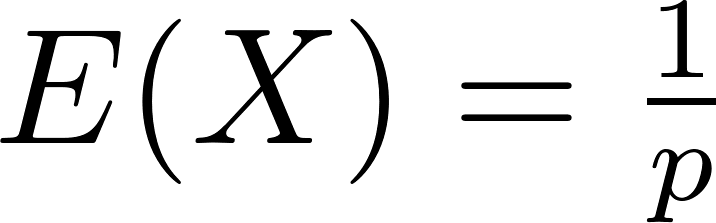 E(X) = 1/p